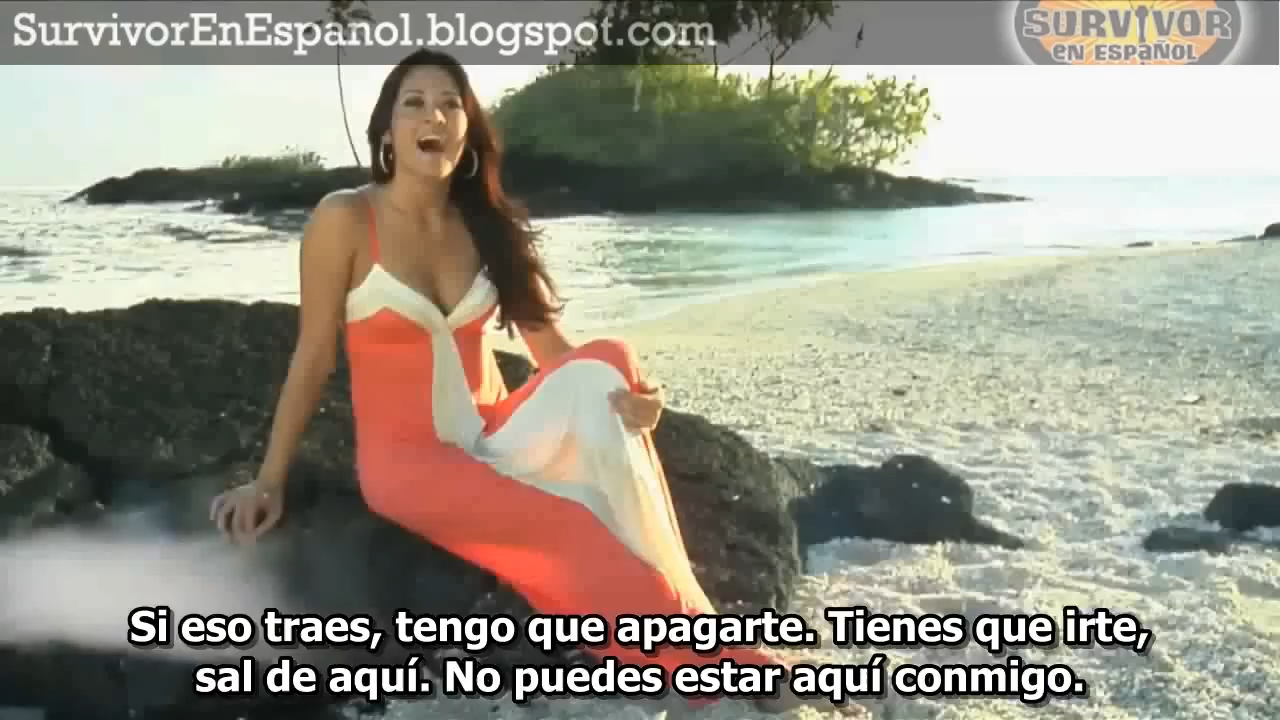 SurvivorEnEspanol.blogspot.com
SURVIVOR
EN ESPAÑOL
Si eso traes, tengo que apagarte. Tienes que irte,
sal de aquí. No puedes estar aquí conmigo.